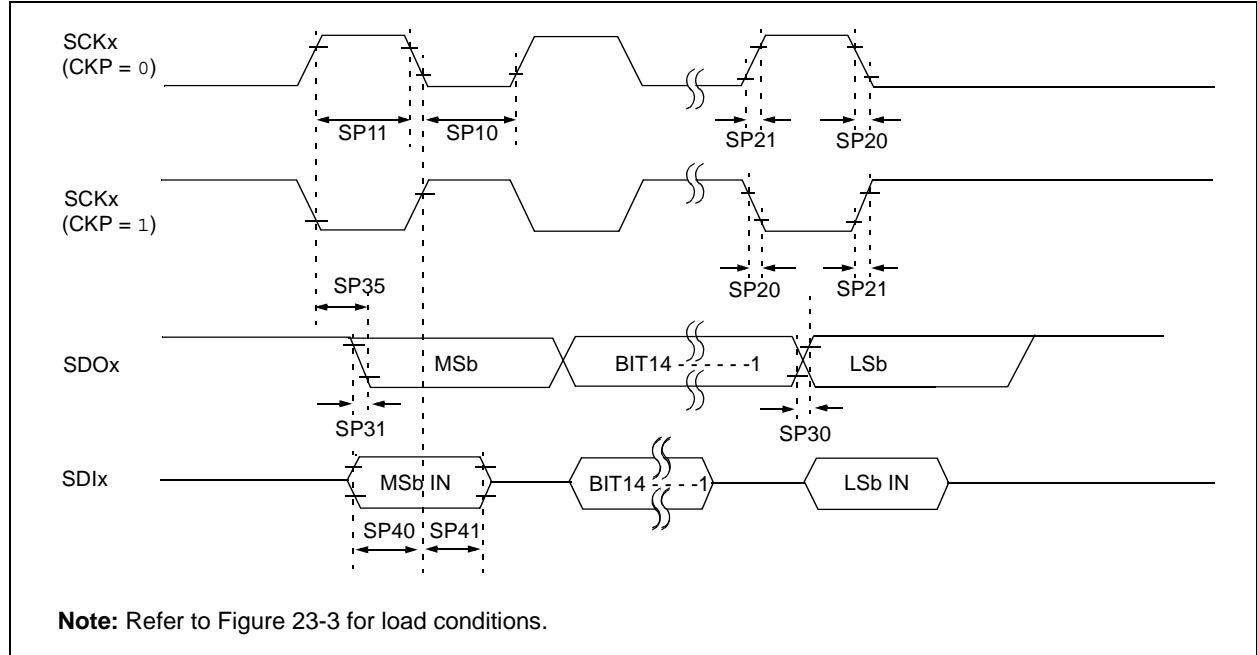 SCKx
(CKP = 0)
SP11
SP10
SP21
SP20
SCKx
(CKP = 1)
SP35
SP20
SP21
SDOx
MSb
BIT14 - - - - - -1
LSb
SP31
SP30
SDIx
MSb IN
BIT14 - - - -1
LSb IN
SP40
SP41
Note: Refer to Figure 23-3 for load conditions.